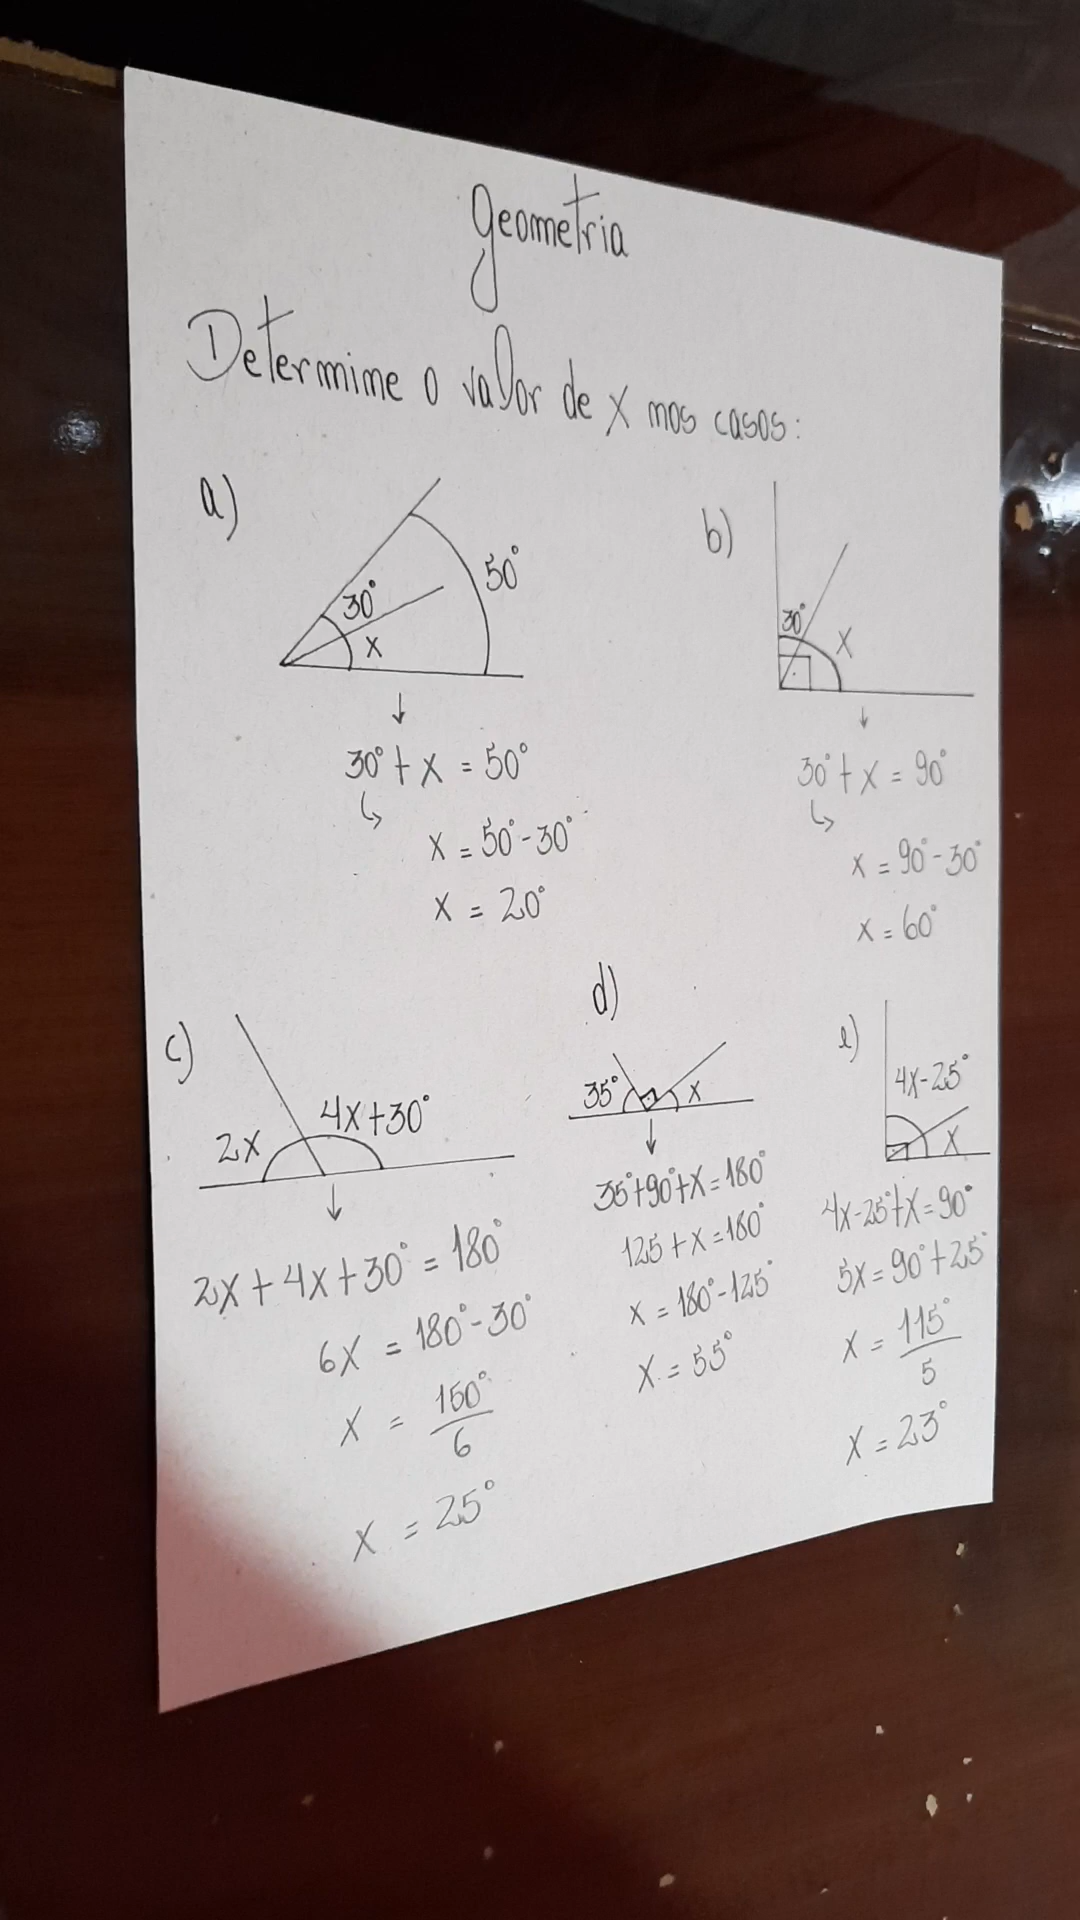 Geometria
Determine o valor de x nos casos:
a)
50°
30°
x
30° + x = 50°
x = 50° - 30°
x = 20°
b)
30°
x
30° + x = 90°
x = 90° - 30°
x = 60°
c)
2x
4x+30°
2x + 4x + 30° = 180°
6x = 180° - 30°
x = 150°/6
x = 25°
d)
35°
x
35°+90°+x=180°
125+x=180°
x = 180°-125°
x = 55°
e)
4x-25°
x
4x-25°+x=90°
5x=90°+25°
x = 115°/5
x = 23°